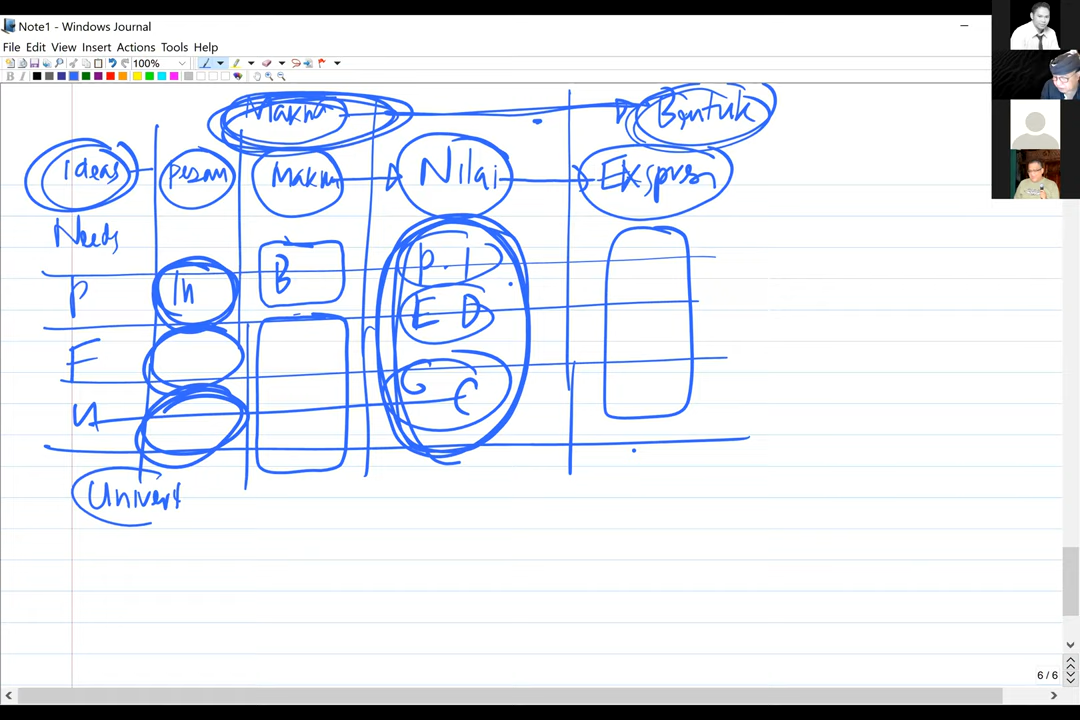 Note1 - Windows Journal
File Edit View Insert Actions Tools Help
100%
B I
Makna Bentuk
Ideas pesan Makna Nilai Ekspresi
Needs
P In B P. I
F E D
U G C
Univers
6 / 6